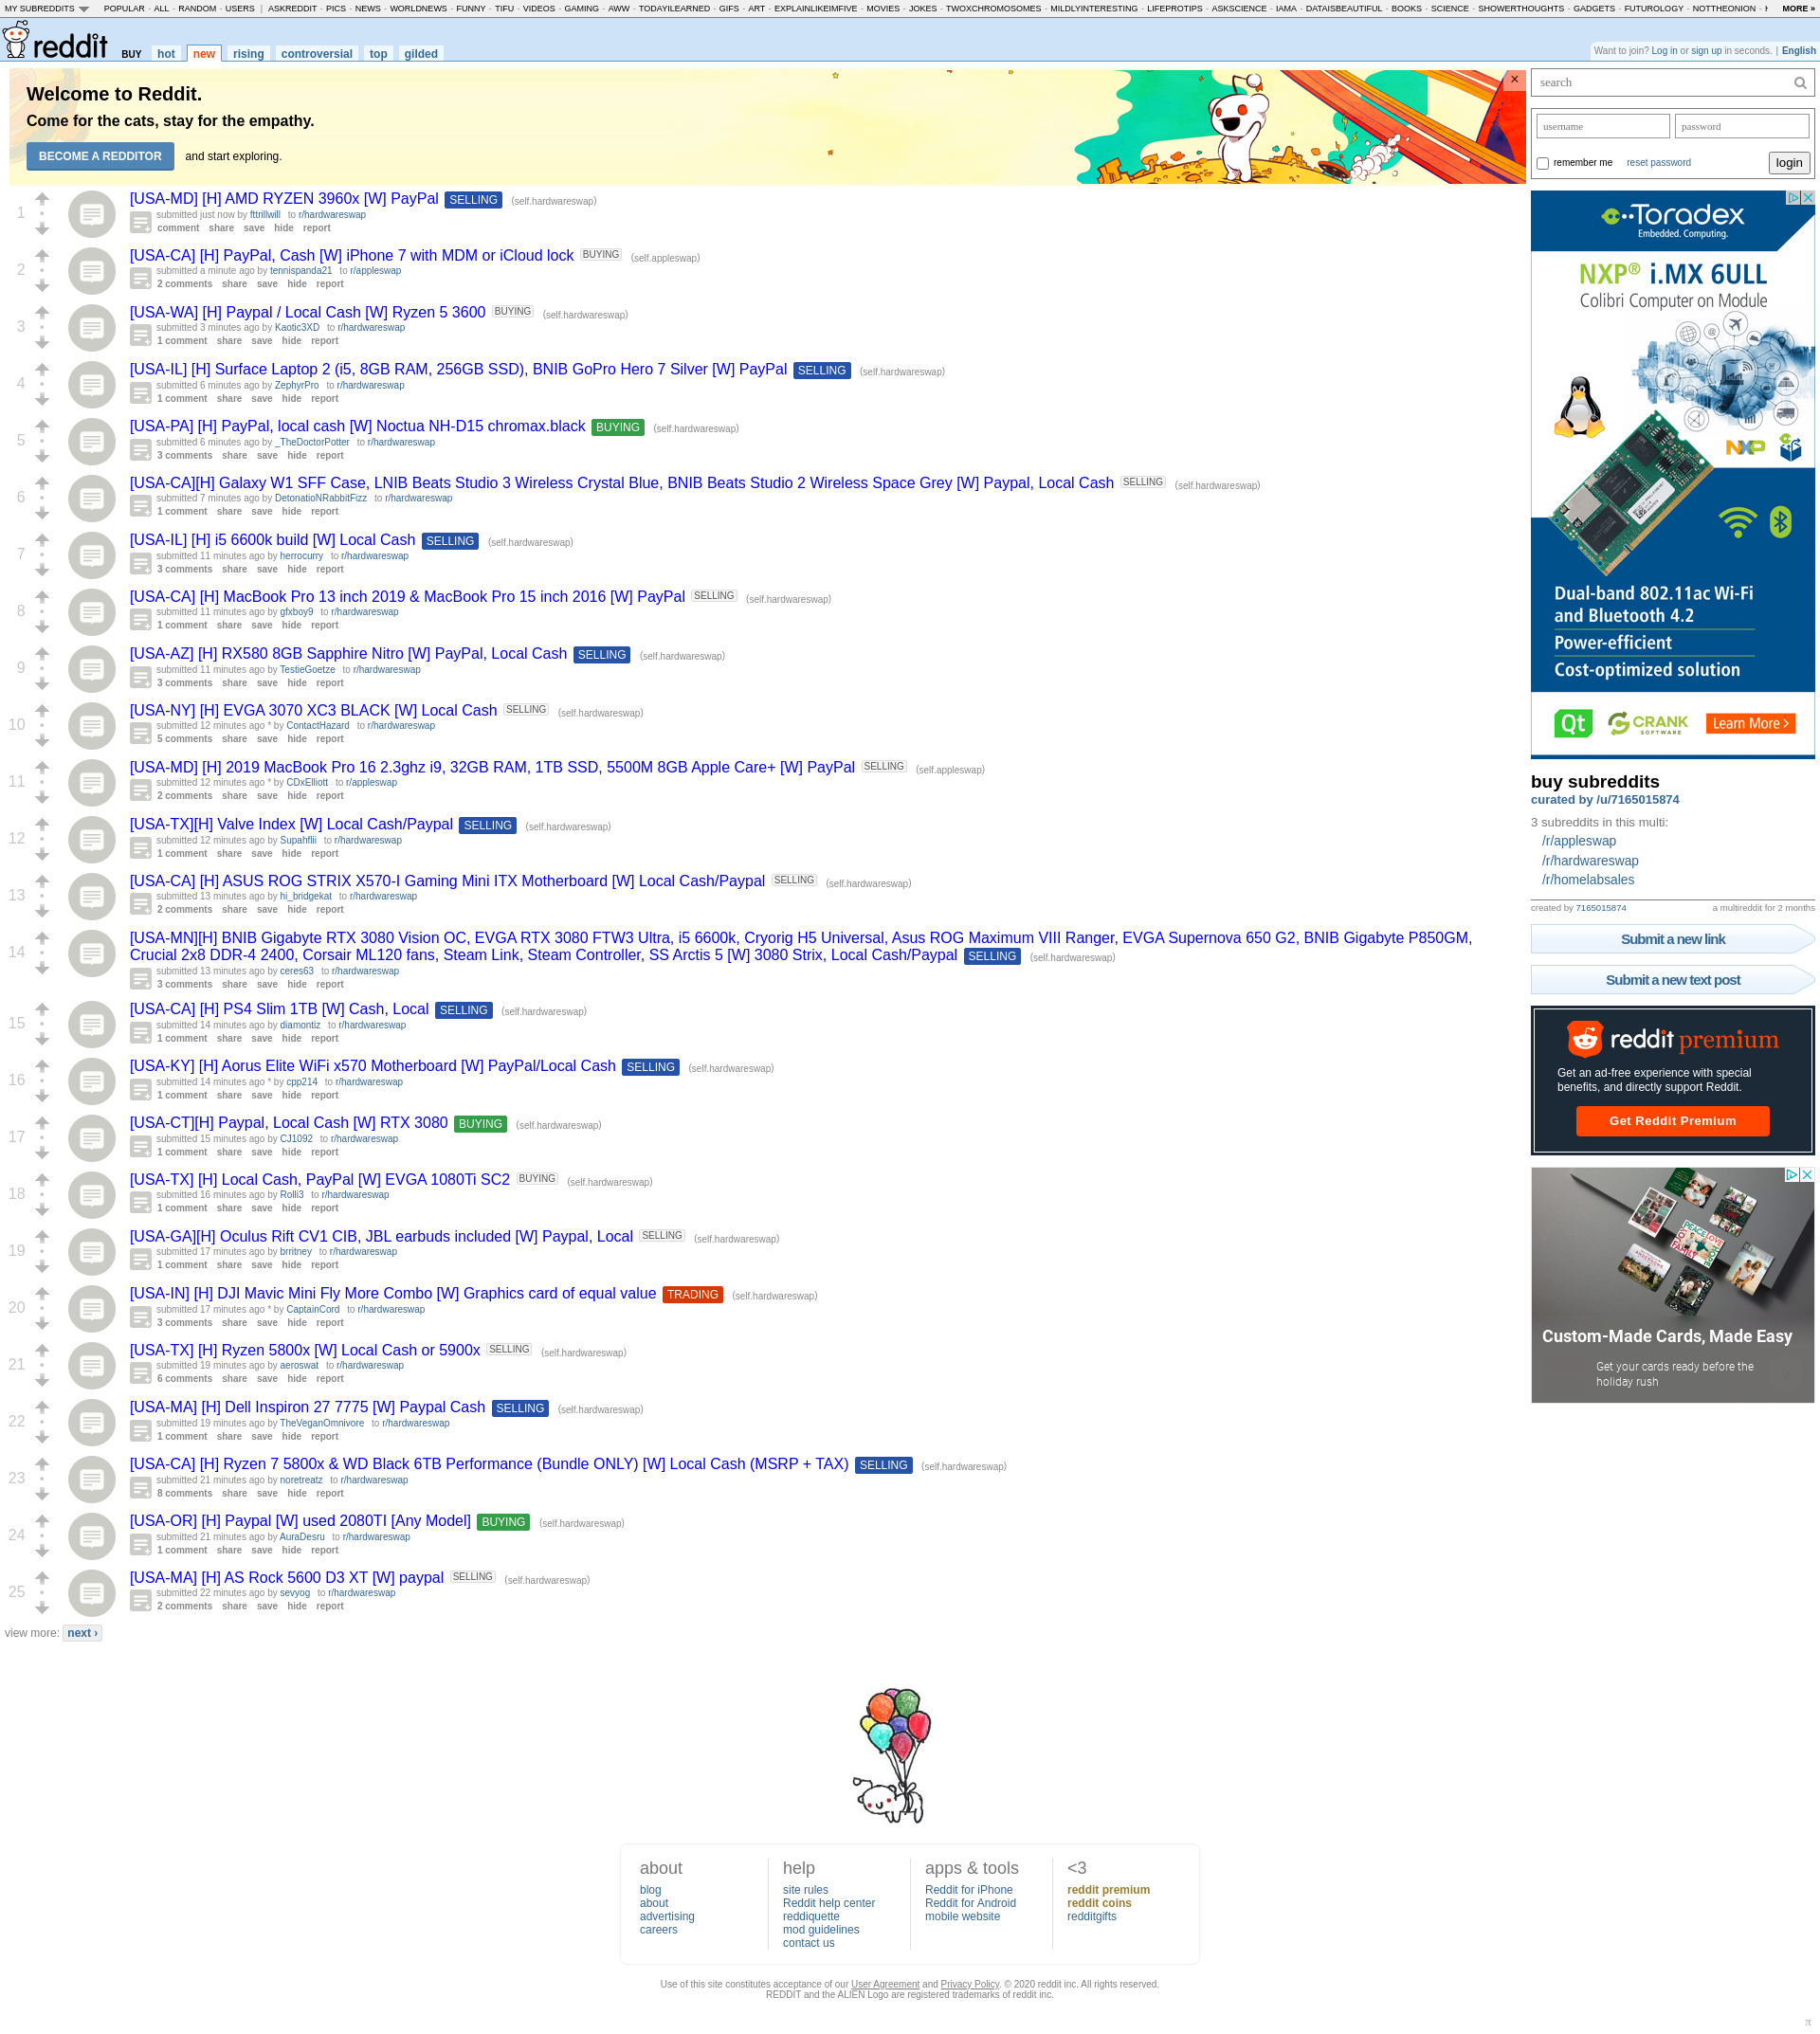 MY SUBREDDITS POPULAR - ALL - RANDOM - USERS | ASKREDDIT - PICS - NEWS - WORLDNEWS - FUNNY - TIFU - VIDEOS - GAMING - AWW - TODAYILEARNED - GIFS - ART - EXPLAINLIKEIMFIVE - MOVIES - JOKES - TWOXCHROMOSOMES - MILDLYINTERESTING - LIFEPROTIPS - ASKSCIENCE - IAMA - DATAISBEAUTIFUL - BOOKS - SCIENCE - SHOWERTHOUGHTS - GADGETS - FUTUROLOGY - NOTTHEONION - MORE »
reddit BUY hot new rising controversial top gilded
Want to join? Log in or sign up in seconds. | English
Welcome to Reddit.
Come for the cats, stay for the empathy.
BECOME A REDDITOR and start exploring.
1
[USA-MD] [H] AMD RYZEN 3960x [W] PayPal SELLING (self.hardwareswap)
submitted just now by fttrillwill to r/hardwareswap
comment share save hide report
2
[USA-CA] [H] PayPal, Cash [W] iPhone 7 with MDM or iCloud lock BUYING (self.appleswap)
submitted a minute ago by tennispanda21 to r/appleswap
2 comments share save hide report
3
[USA-WA] [H] Paypal / Local Cash [W] Ryzen 5 3600 BUYING (self.hardwareswap)
submitted 3 minutes ago by Kaotic3XD to r/hardwareswap
1 comment share save hide report
4
[USA-IL] [H] Surface Laptop 2 (i5, 8GB RAM, 256GB SSD), BNIB GoPro Hero 7 Silver [W] PayPal SELLING (self.hardwareswap)
submitted 6 minutes ago by ZephyrPro to r/hardwareswap
1 comment share save hide report
5
[USA-PA] [H] PayPal, local cash [W] Noctua NH-D15 chromax.black BUYING (self.hardwareswap)
submitted 6 minutes ago by _TheDoctorPotter to r/hardwareswap
3 comments share save hide report
6
[USA-CA][H] Galaxy W1 SFF Case, LNIB Beats Studio 3 Wireless Crystal Blue, BNIB Beats Studio 2 Wireless Space Grey [W] Paypal, Local Cash SELLING (self.hardwareswap)
submitted 7 minutes ago by DetonatioNRabbitFizz to r/hardwareswap
1 comment share save hide report
7
[USA-IL] [H] i5 6600k build [W] Local Cash SELLING (self.hardwareswap)
submitted 11 minutes ago by herrocurry to r/hardwareswap
3 comments share save hide report
8
[USA-CA] [H] MacBook Pro 13 inch 2019 & MacBook Pro 15 inch 2016 [W] PayPal SELLING (self.hardwareswap)
submitted 11 minutes ago by gfxboy9 to r/hardwareswap
1 comment share save hide report
9
[USA-AZ] [H] RX580 8GB Sapphire Nitro [W] PayPal, Local Cash SELLING (self.hardwareswap)
submitted 11 minutes ago by TestieGoetze to r/hardwareswap
3 comments share save hide report
10
[USA-NY] [H] EVGA 3070 XC3 BLACK [W] Local Cash SELLING (self.hardwareswap)
submitted 12 minutes ago * by ContactHazard to r/hardwareswap
5 comments share save hide report
11
[USA-MD] [H] 2019 MacBook Pro 16 2.3ghz i9, 32GB RAM, 1TB SSD, 5500M 8GB Apple Care+ [W] PayPal SELLING (self.appleswap)
submitted 12 minutes ago * by CDxElliott to r/appleswap
2 comments share save hide report
12
[USA-TX][H] Valve Index [W] Local Cash/Paypal SELLING (self.hardwareswap)
submitted 12 minutes ago by Supahflii to r/hardwareswap
1 comment share save hide report
13
[USA-CA] [H] ASUS ROG STRIX X570-I Gaming Mini ITX Motherboard [W] Local Cash/Paypal SELLING (self.hardwareswap)
submitted 13 minutes ago by hi_bridgekat to r/hardwareswap
2 comments share save hide report
14
[USA-MN][H] BNIB Gigabyte RTX 3080 Vision OC, EVGA RTX 3080 FTW3 Ultra, i5 6600k, Cryorig H5 Universal, Asus ROG Maximum VIII Ranger, EVGA Supernova 650 G2, BNIB Gigabyte P850GM,
Crucial 2x8 DDR-4 2400, Corsair ML120 fans, Steam Link, Steam Controller, SS Arctis 5 [W] 3080 Strix, Local Cash/Paypal SELLING (self.hardwareswap)
submitted 13 minutes ago by ceres63 to r/hardwareswap
3 comments share save hide report
15
[USA-CA] [H] PS4 Slim 1TB [W] Cash, Local SELLING (self.hardwareswap)
submitted 14 minutes ago by diamontiz to r/hardwareswap
1 comment share save hide report
16
[USA-KY] [H] Aorus Elite WiFi x570 Motherboard [W] PayPal/Local Cash SELLING (self.hardwareswap)
submitted 14 minutes ago * by cpp214 to r/hardwareswap
1 comment share save hide report
17
[USA-CT][H] Paypal, Local Cash [W] RTX 3080 BUYING (self.hardwareswap)
submitted 15 minutes ago by CJ1092 to r/hardwareswap
1 comment share save hide report
18
[USA-TX] [H] Local Cash, PayPal [W] EVGA 1080Ti SC2 BUYING (self.hardwareswap)
submitted 16 minutes ago by Rolli3 to r/hardwareswap
1 comment share save hide report
19
[USA-GA][H] Oculus Rift CV1 CIB, JBL earbuds included [W] Paypal, Local SELLING (self.hardwareswap)
submitted 17 minutes ago by brritney to r/hardwareswap
1 comment share save hide report
20
[USA-IN] [H] DJI Mavic Mini Fly More Combo [W] Graphics card of equal value TRADING (self.hardwareswap)
submitted 17 minutes ago * by CaptainCord to r/hardwareswap
3 comments share save hide report
21
[USA-TX] [H] Ryzen 5800x [W] Local Cash or 5900x SELLING (self.hardwareswap)
submitted 19 minutes ago by aeroswat to r/hardwareswap
6 comments share save hide report
22
[USA-MA] [H] Dell Inspiron 27 7775 [W] Paypal Cash SELLING (self.hardwareswap)
submitted 19 minutes ago by TheVeganOmnivore to r/hardwareswap
1 comment share save hide report
23
[USA-CA] [H] Ryzen 7 5800x & WD Black 6TB Performance (Bundle ONLY) [W] Local Cash (MSRP + TAX) SELLING (self.hardwareswap)
submitted 21 minutes ago by noretreatz to r/hardwareswap
8 comments share save hide report
24
[USA-OR] [H] Paypal [W] used 2080TI [Any Model] BUYING (self.hardwareswap)
submitted 21 minutes ago by AuraDesru to r/hardwareswap
1 comment share save hide report
25
[USA-MA] [H] AS Rock 5600 D3 XT [W] paypal SELLING (self.hardwareswap)
submitted 22 minutes ago by sevyog to r/hardwareswap
2 comments share save hide report
view more: next ›
search
username password
remember me reset password login
Toradex
Embedded. Computing.
NXP® i.MX 6ULL
Colibri Computer on Module
NXP
Dual-band 802.11ac Wi-Fi
and Bluetooth 4.2
Power-efficient
Cost-optimized solution
Qt CRANK SOFTWARE Learn More >
buy subreddits
curated by /u/7165015874
3 subreddits in this multi:
/r/appleswap
/r/hardwareswap
/r/homelabsales
created by 7165015874 a multireddit for 2 months
Submit a new link
Submit a new text post
reddit premium
Get an ad-free experience with special
benefits, and directly support Reddit.
Get Reddit Premium
PEACE LOVE HOPE FAMILY
Custom-Made Cards, Made Easy
Get your cards ready before the
holiday rush
about
blog
about
advertising
careers
help
site rules
Reddit help center
reddiquette
mod guidelines
contact us
apps & tools
Reddit for iPhone
Reddit for Android
mobile website
<3
reddit premium
reddit coins
redditgifts
Use of this site constitutes acceptance of our User Agreement and Privacy Policy. © 2020 reddit inc. All rights reserved.
REDDIT and the ALIEN Logo are registered trademarks of reddit inc.
π